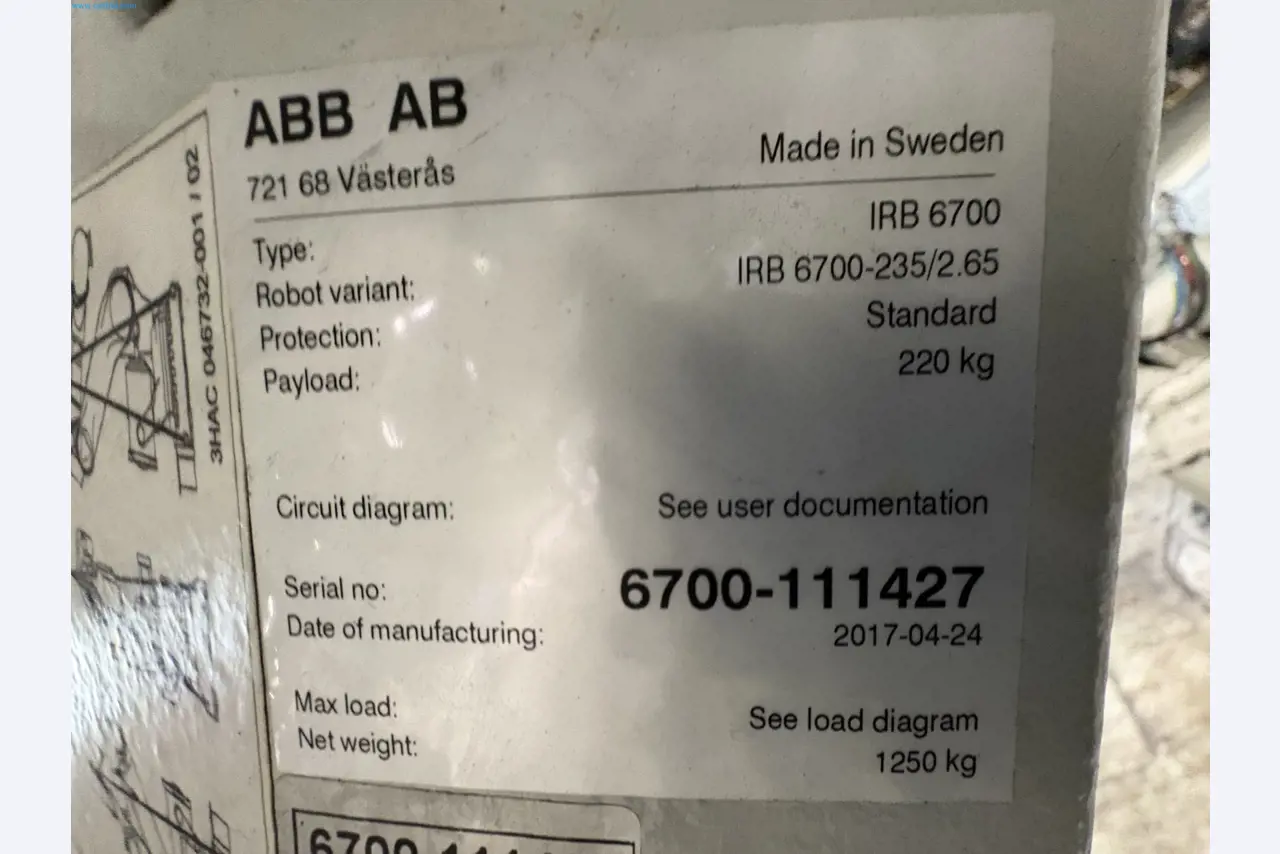 ABB AB
721 68 Västerås
Made in Sweden
Type: IRB 6700
Robot variant: IRB 6700-235/2.65
Protection: Standard
Payload: 220 kg
Circuit diagram: See user documentation
Serial no: 6700-111427
Date of manufacturing: 2017-04-24
Max load: See load diagram
Net weight: 1250 kg
3HAC 046732-001 / 02